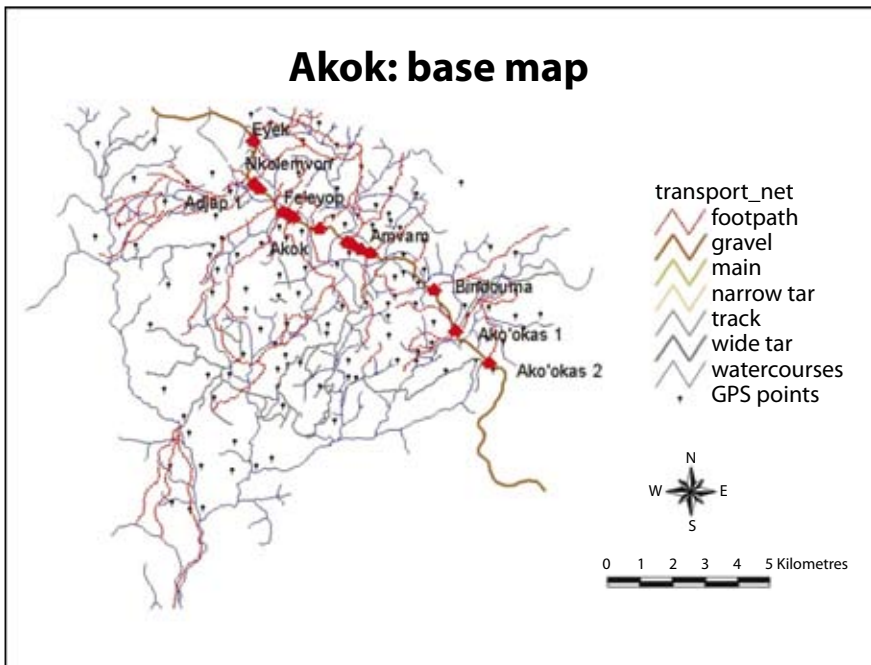 Akok: base map
Eyek
Nkolemvon
Adjap 1
Feleyop
Akok
Amvam
Bindouma
Ako'okas 1
Ako'okas 2
transport_net
footpath
gravel
main
narrow tar
track
wide tar
watercourses
GPS points
N
W E
S
0 1 2 3 4 5 Kilometres